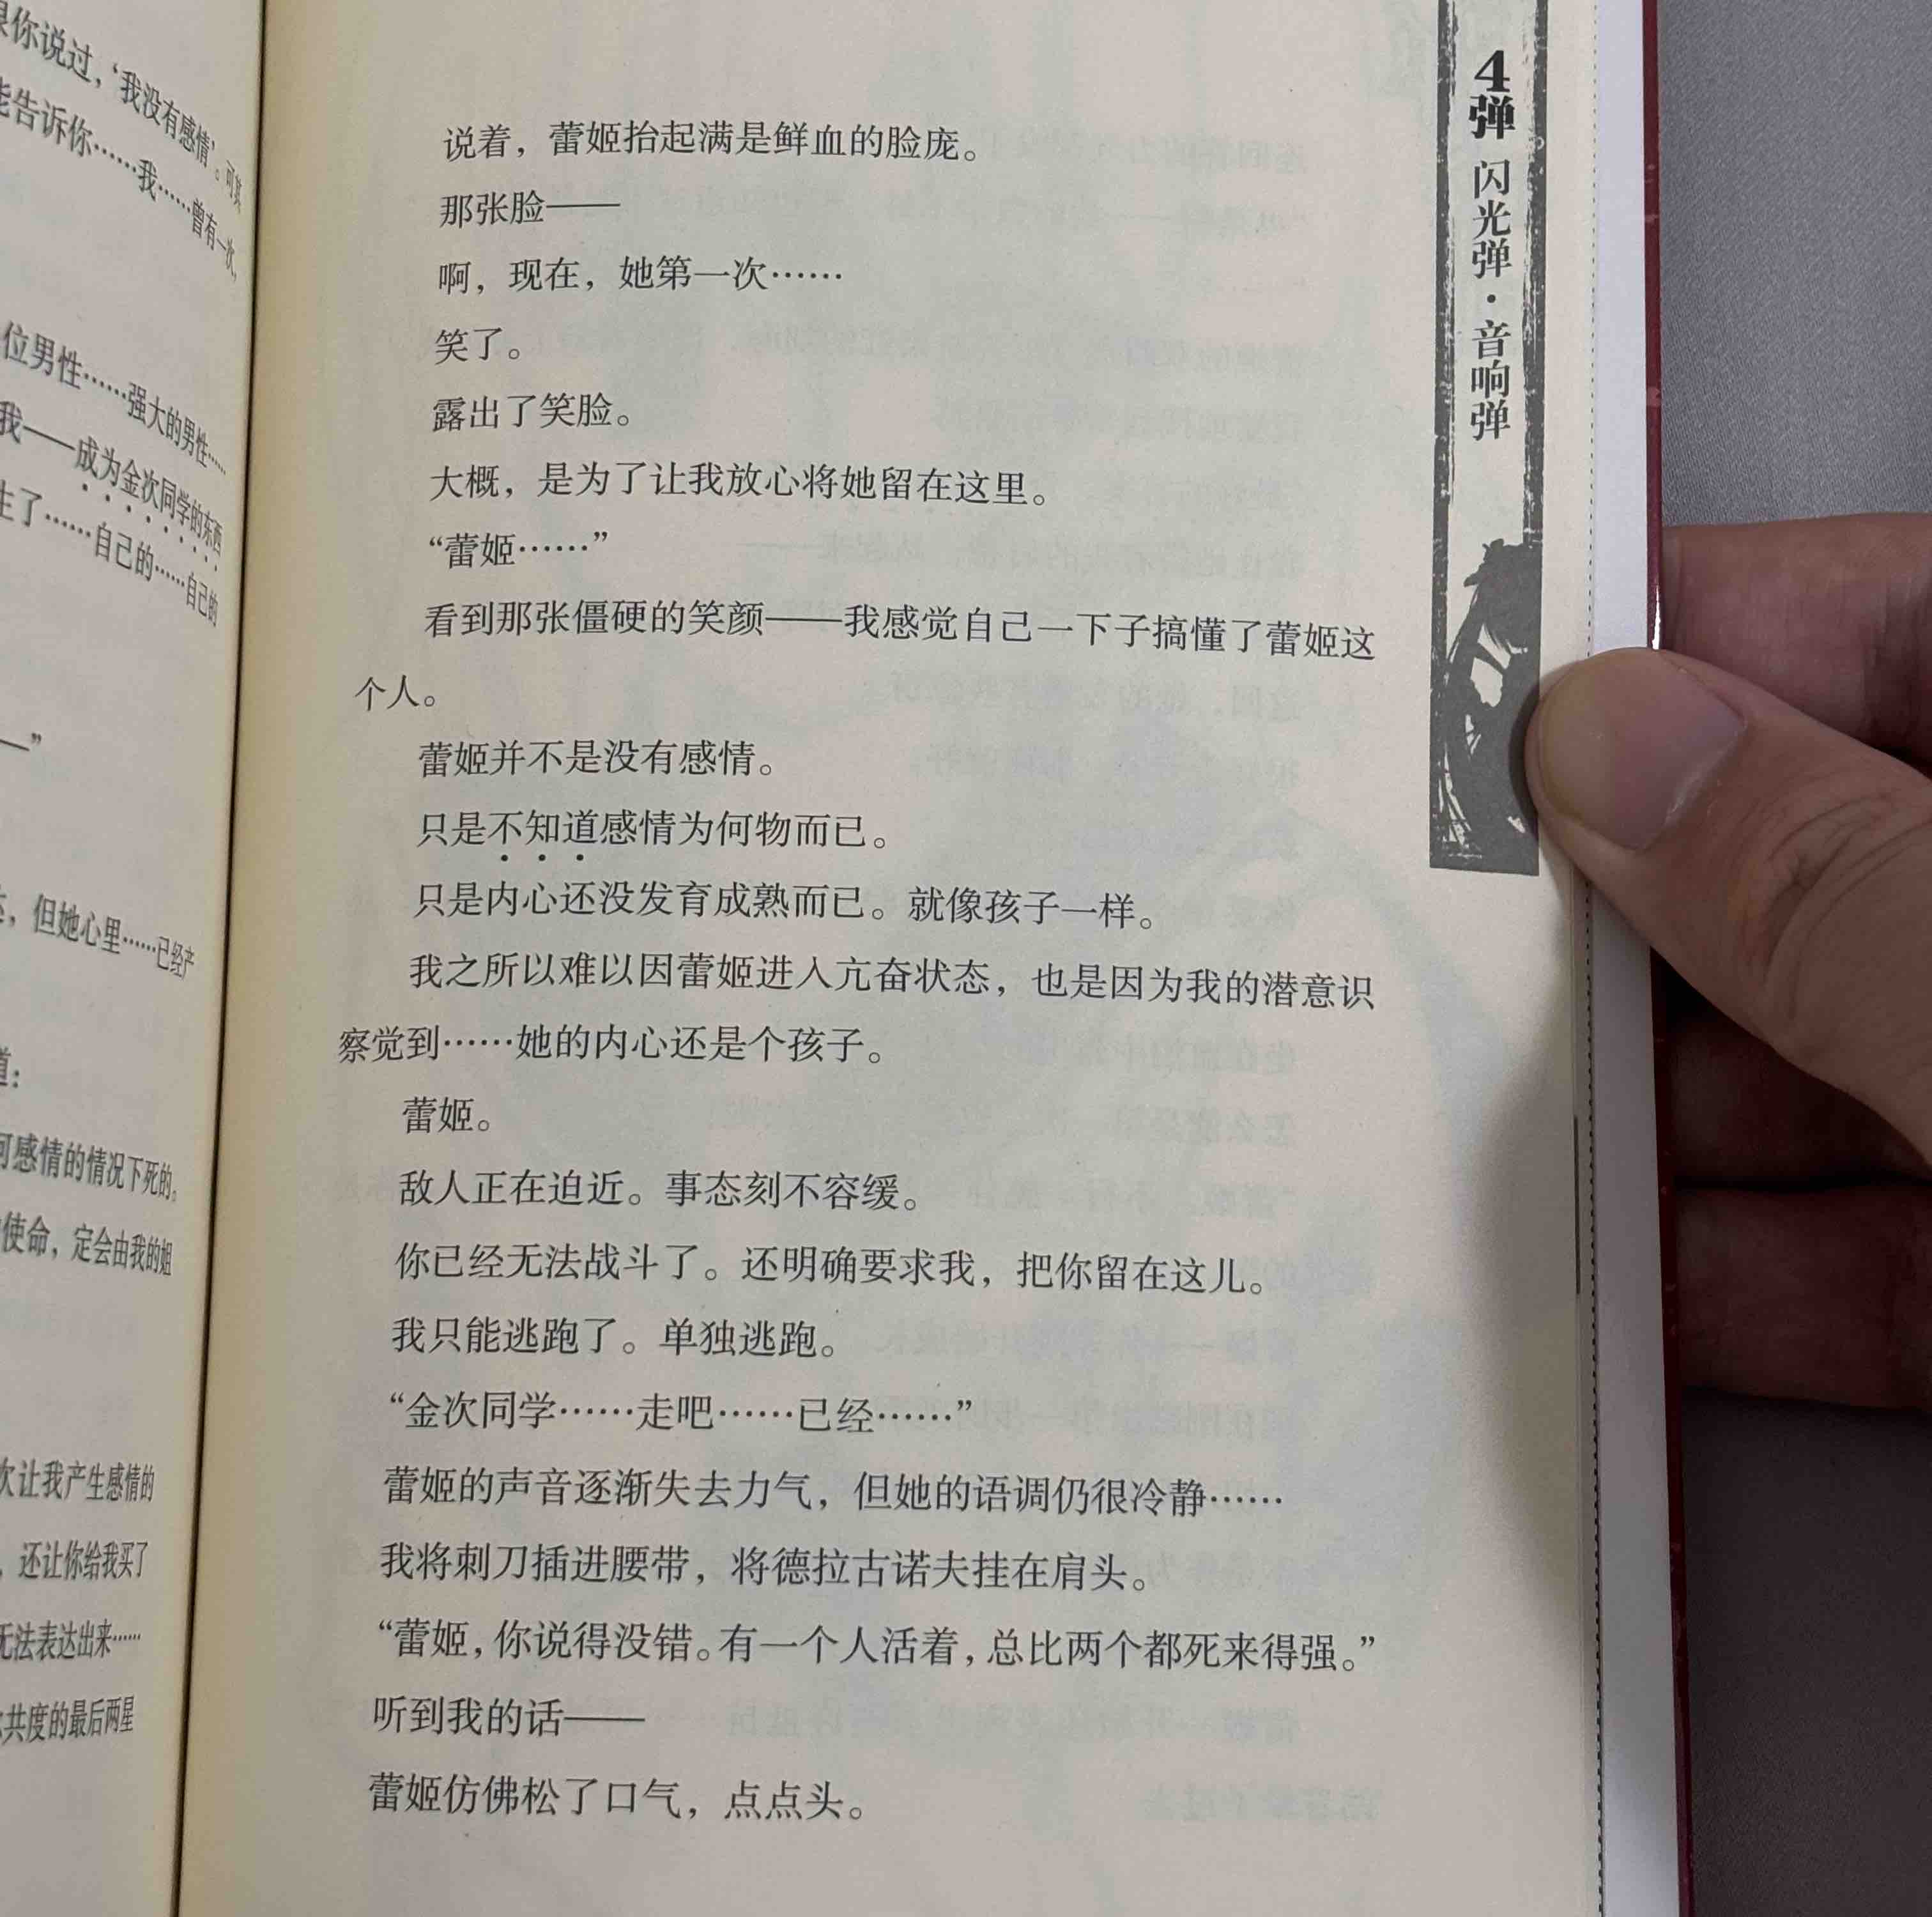 你说过，‘我没有感情’。可其
能告诉你……我……曾有一次，
位男性……强大的男性……
我——成为金次同学的东西
生了……自己的……自己的
—”
，但她心里……已经产
道：
何感情的情况下死的。
使命，定会由我的姐
次让我产生感情的
，还让你给我买了
无法表达出来……
共度的最后两星
4弹 闪光弹·音响弹
说着，蕾姬抬起满是鲜血的脸庞。
那张脸——
啊，现在，她第一次……
笑了。
露出了笑脸。
大概，是为了让我放心将她留在这里。
“蕾姬……”
看到那张僵硬的笑颜——我感觉自己一下子搞懂了蕾姬这
个人。
蕾姬并不是没有感情。
只是不知道感情为何物而已。
只是内心还没发育成熟而已。就像孩子一样。
我之所以难以因蕾姬进入亢奋状态，也是因为我的潜意识
察觉到……她的内心还是个孩子。
蕾姬。
敌人正在迫近。事态刻不容缓。
你已经无法战斗了。还明确要求我，把你留在这儿。
我只能逃跑了。单独逃跑。
“金次同学……走吧……已经……”
蕾姬的声音逐渐失去力气，但她的语调仍很冷静……
我将刺刀插进腰带，将德拉古诺夫挂在肩头。
“蕾姬，你说得没错。有一个人活着，总比两个都死来得强。”
听到我的话——
蕾姬仿佛松了口气，点点头。